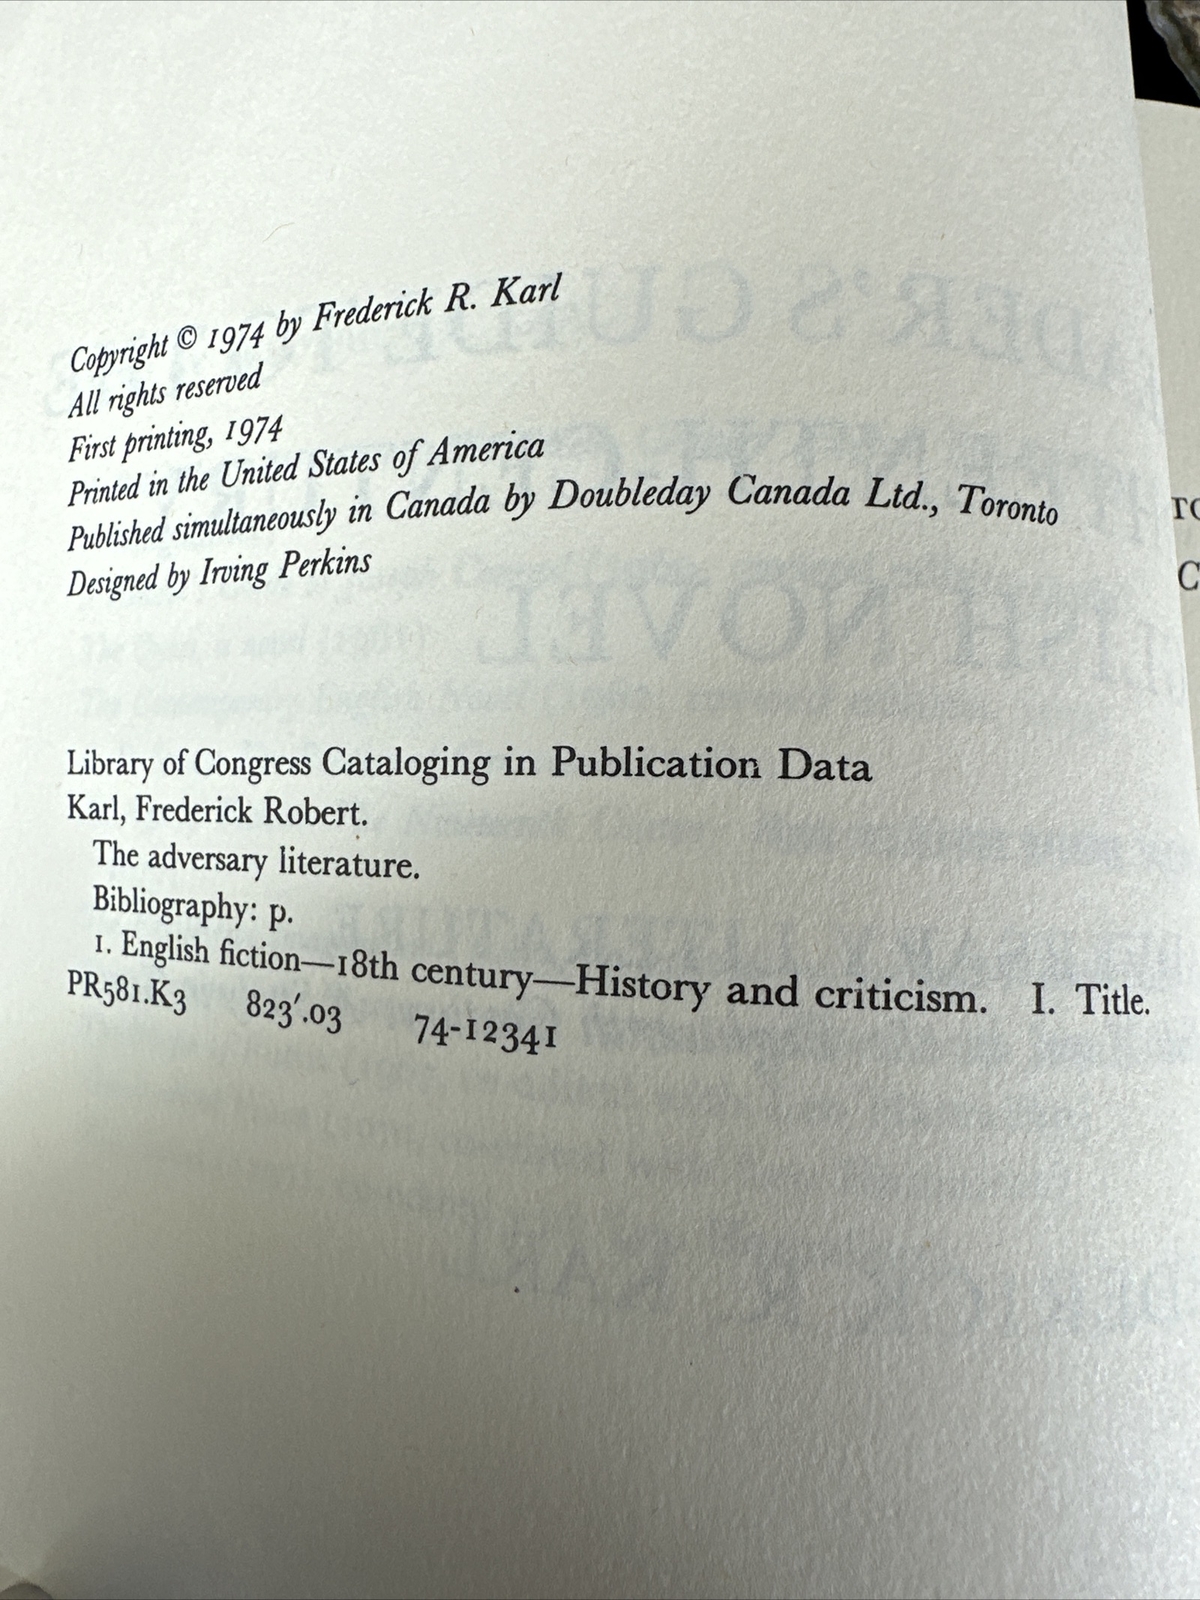 Copyright © 1974 by Frederick R. Karl
All rights reserved
First printing, 1974
Printed in the United States of America
Published simultaneously in Canada by Doubleday Canada Ltd., Toronto
Designed by Irving Perkins
Library of Congress Cataloging in Publication Data
Karl, Frederick Robert.
The adversary literature.
Bibliography: p.
1. English fiction—18th century—History and criticism. I. Title.
PR581.K3 823′.03 74-12341